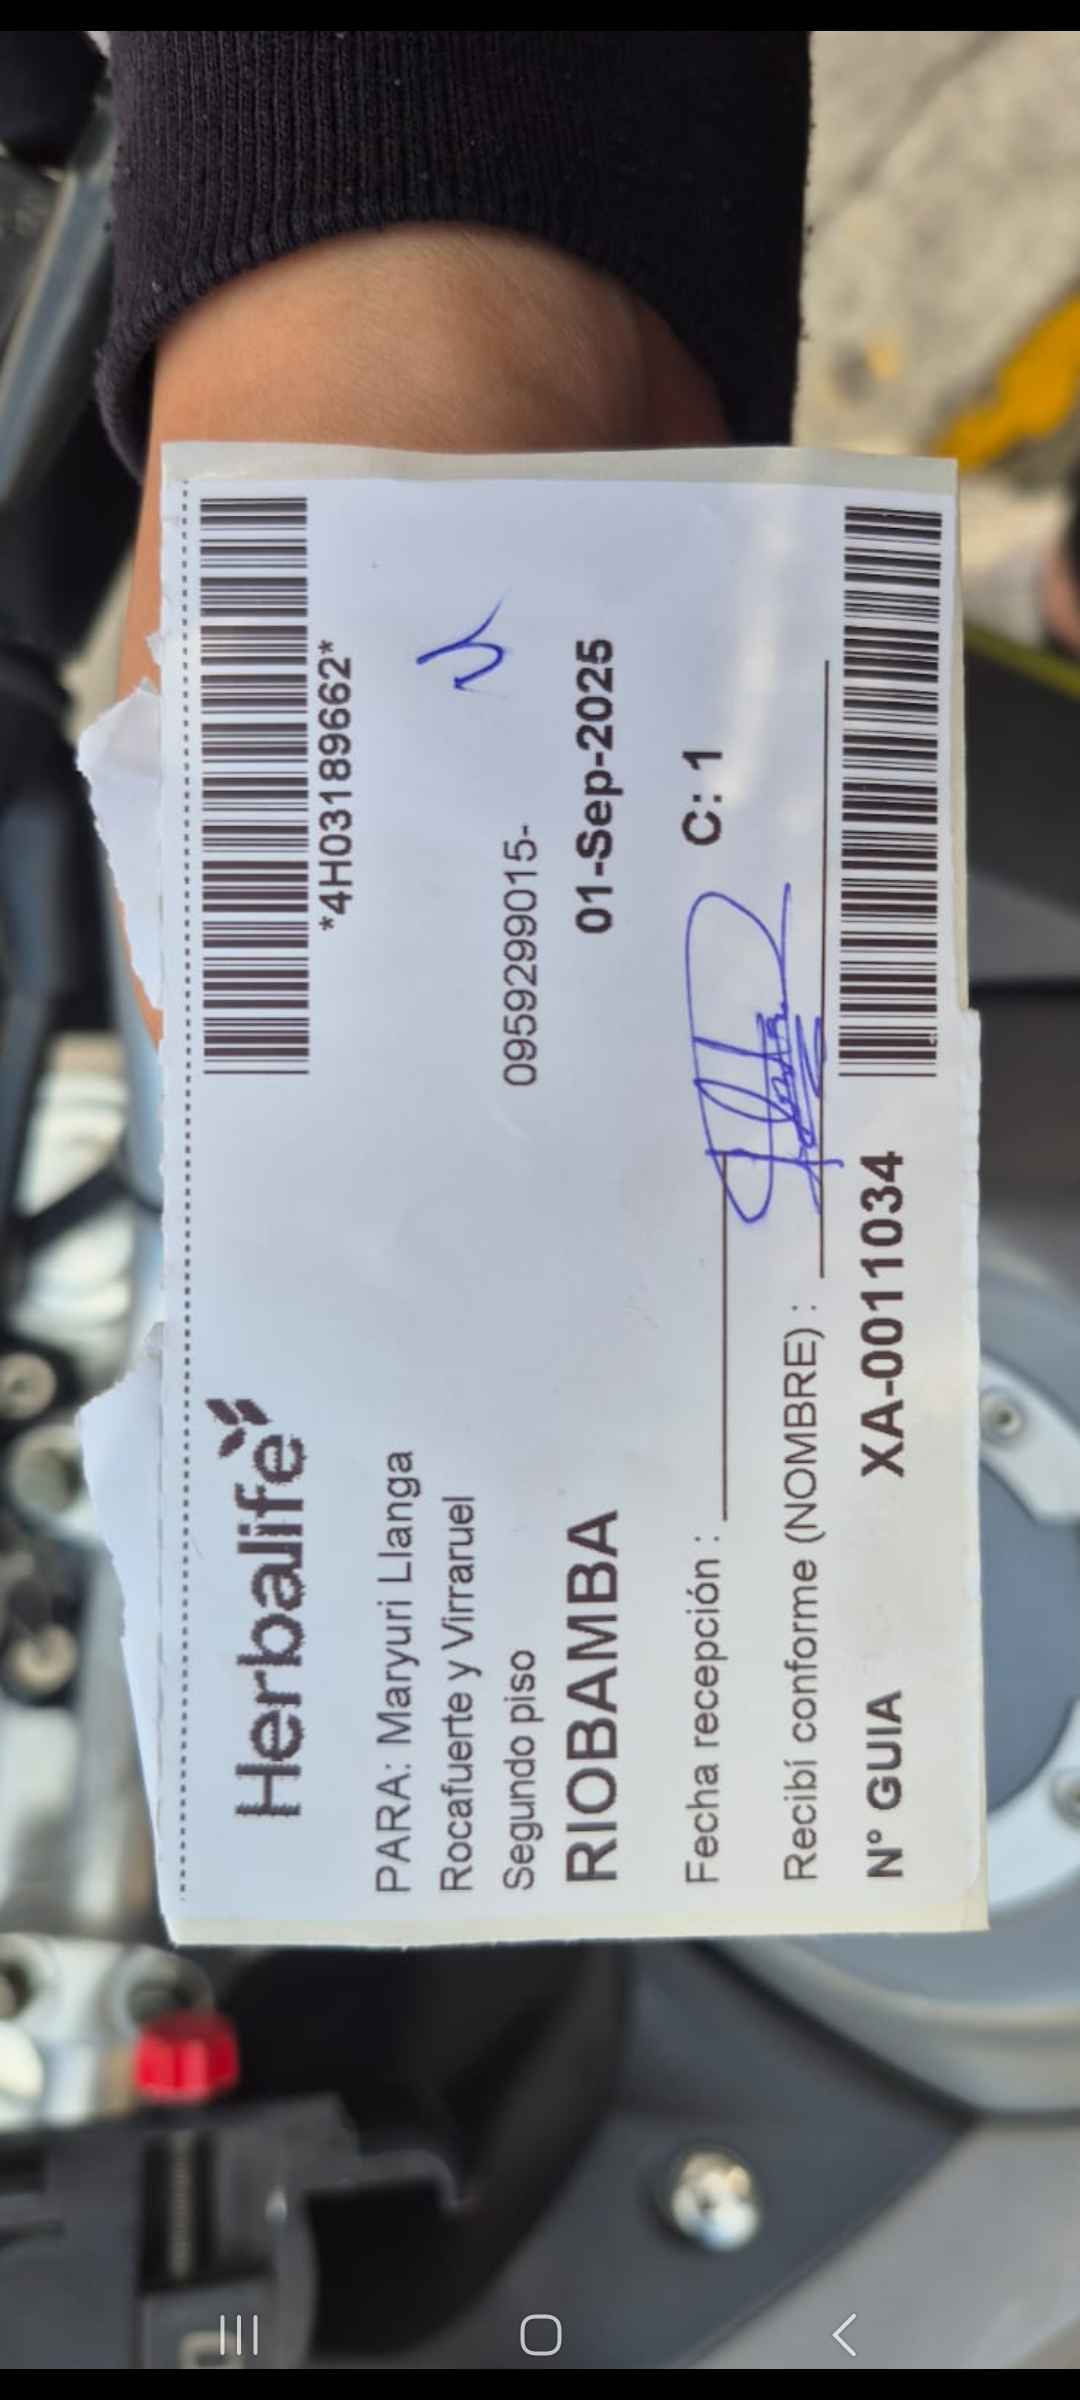 Herbalife
*4H03189662*
PARA: Maryuri Llanga
Rocafuerte y Virraruel
Segundo piso 0959299015-
RIOBAMBA 01-Sep-2025
Fecha recepción : C: 1
Recibí conforme (NOMBRE) :
N° GUIA XA-0011034